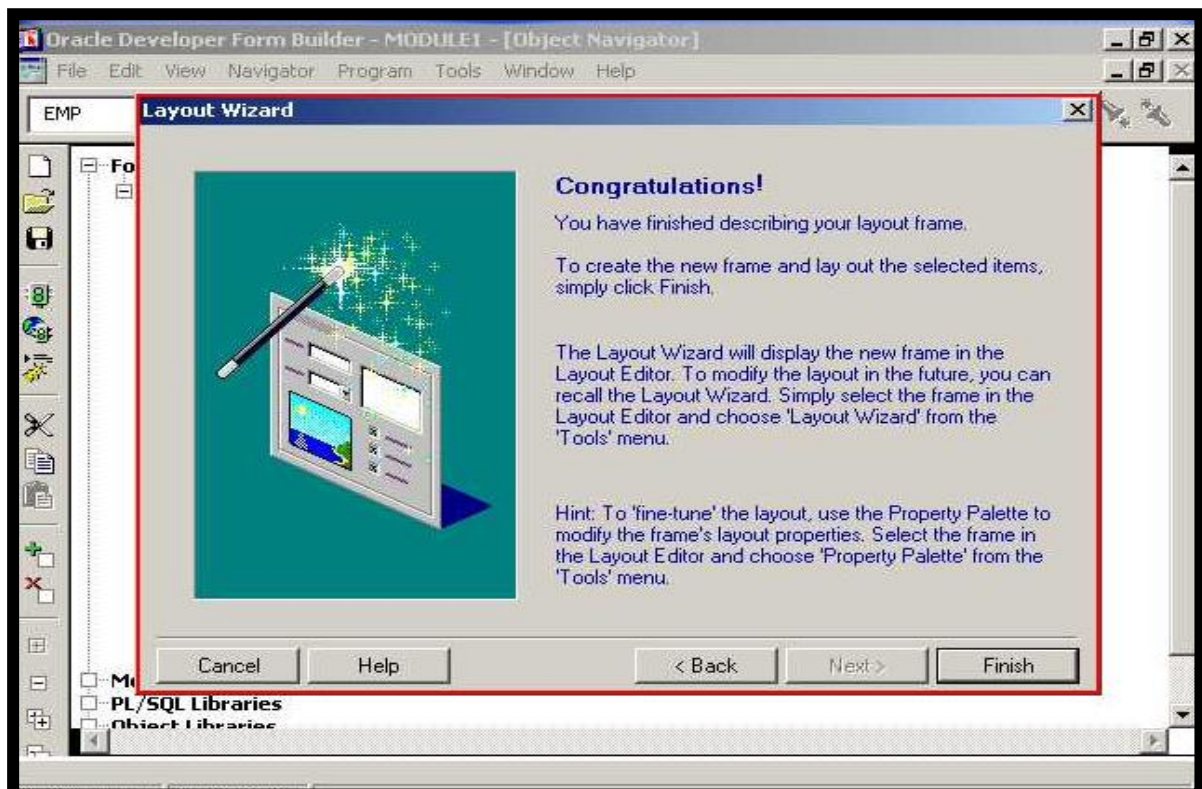 Oracle Developer Form Builder - MODULE1 - [Object Navigator]
File Edit View Navigator Program Tools Window Help
EMP
Layout Wizard
Fo
Congratulations!
You have finished describing your layout frame.
To create the new frame and lay out the selected items,
simply click Finish.
The Layout Wizard will display the new frame in the
Layout Editor. To modify the layout in the future, you can
recall the Layout Wizard. Simply select the frame in the
Layout Editor and choose 'Layout Wizard' from the
'Tools' menu.
Hint: To 'fine-tune' the layout, use the Property Palette to
modify the frame's layout properties. Select the frame in
the Layout Editor and choose 'Property Palette' from the
'Tools' menu.
Cancel Help < Back Next > Finish
M
PL/SQL Libraries
Object Libraries